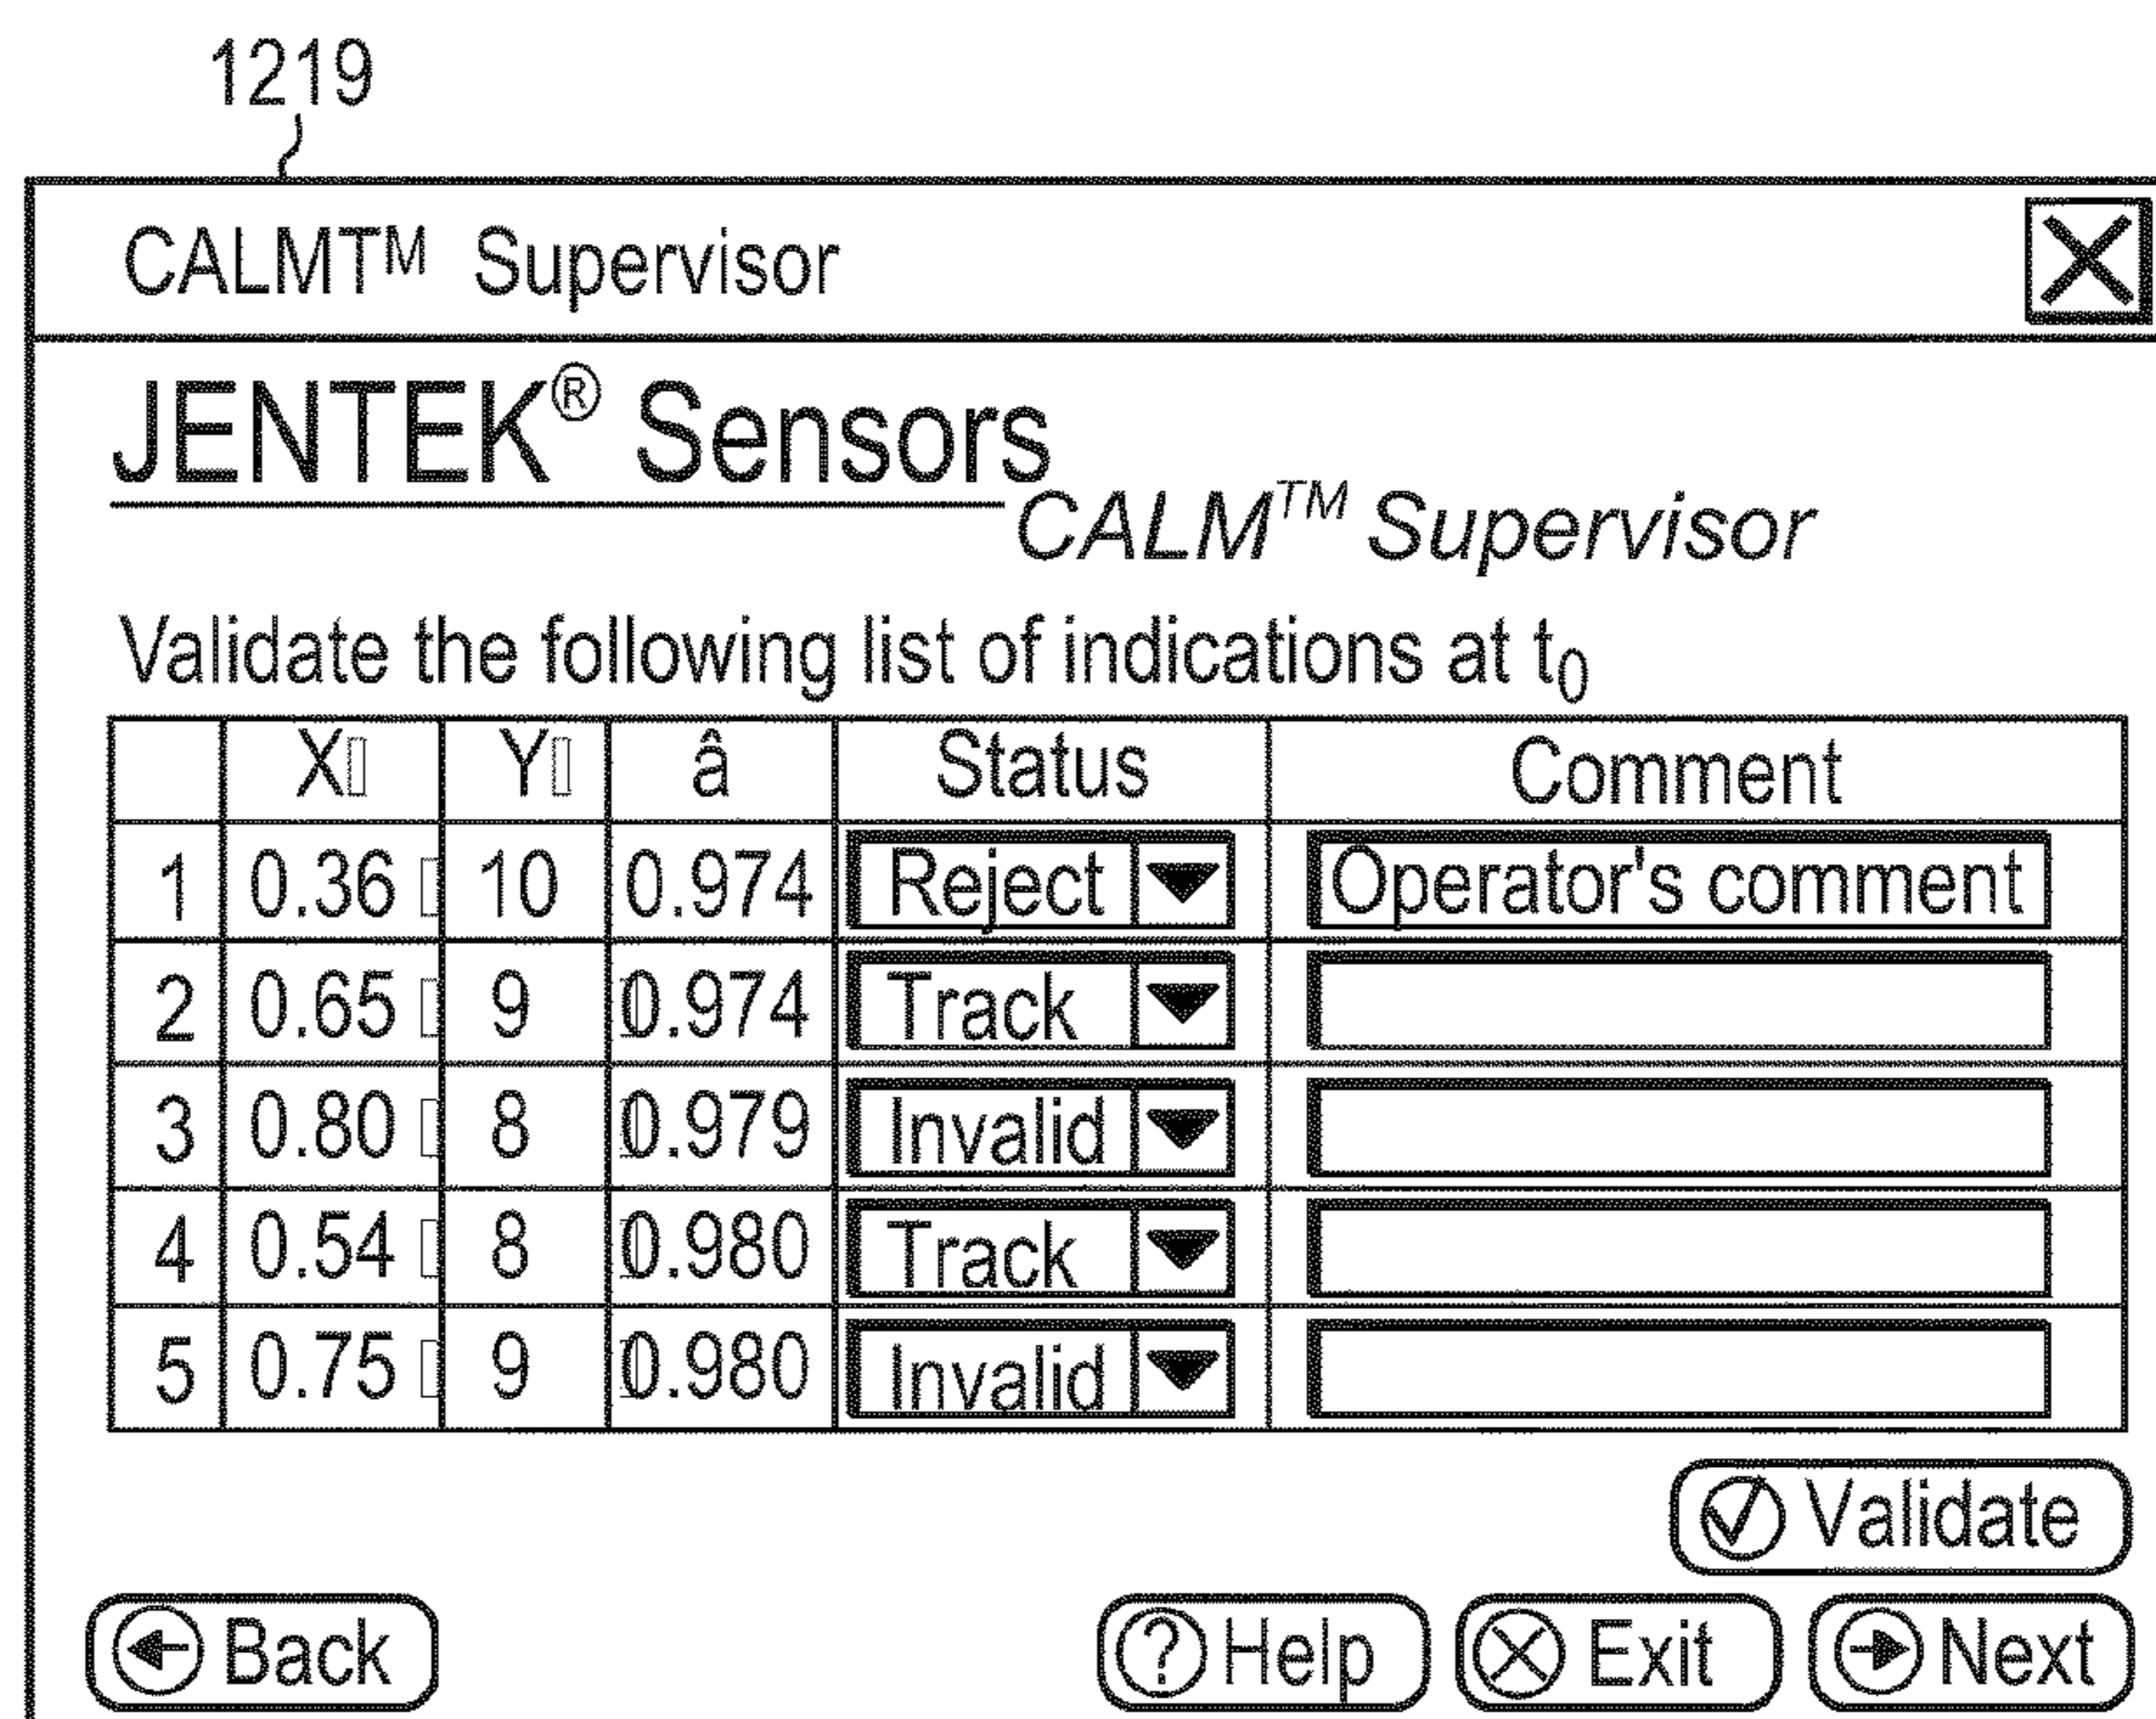 1219
CALMTM Supervisor
JENTEK® Sensors
CALM™ Supervisor
Validate the following list of indications at t0
X Y â Status Comment
1 0.36 10 0.974 Reject Operator's comment
2 0.65 9 0.974 Track
3 0.80 8 0.979 Invalid
4 0.54 8 0.980 Track
5 0.75 9 0.980 Invalid
Validate
Back Help Exit Next